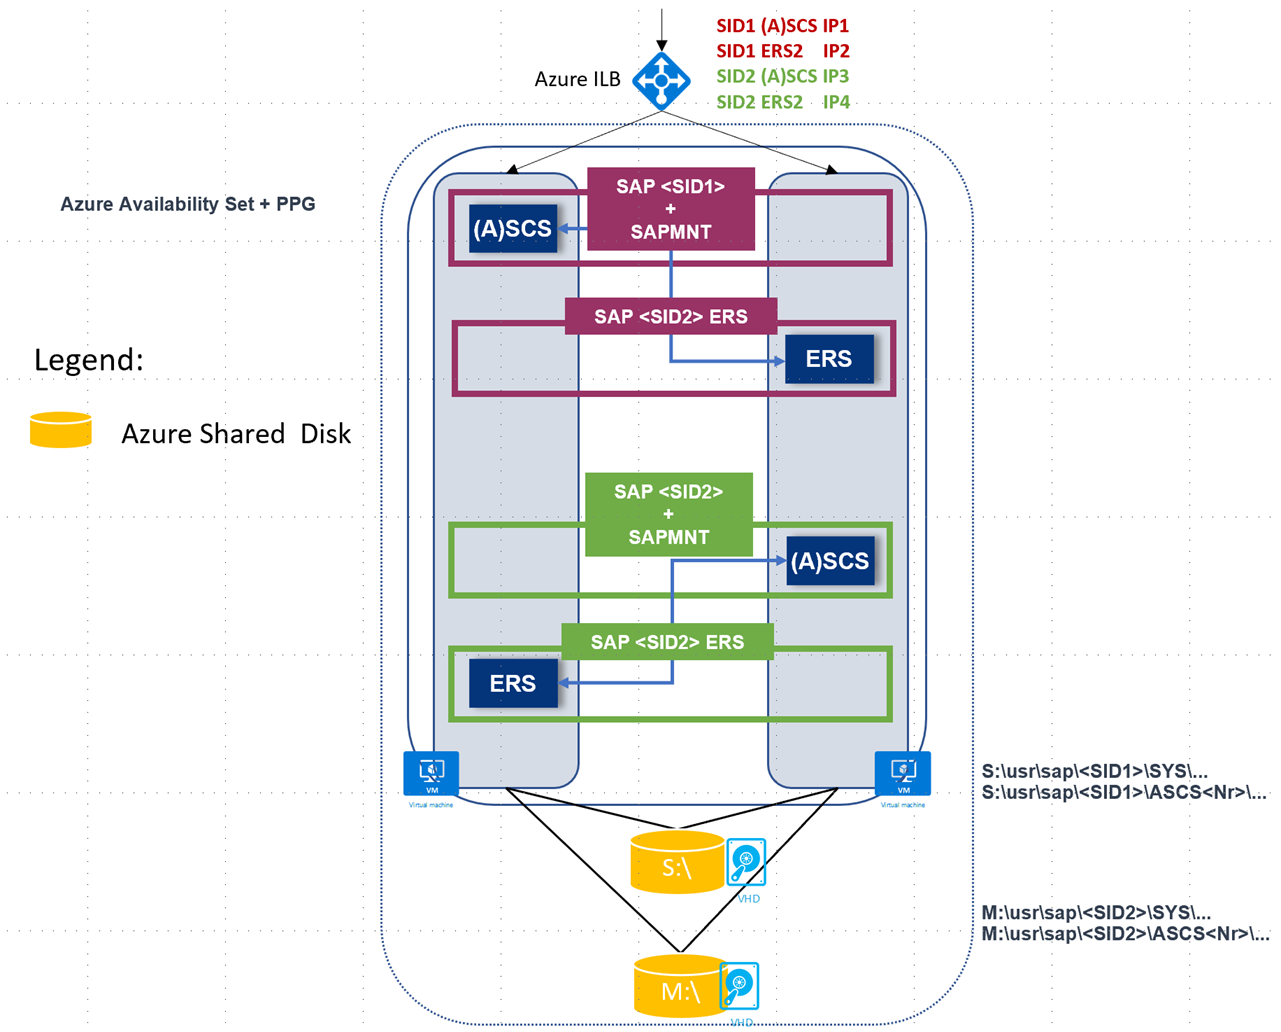 SID1 (A)SCS IP1
SID1 ERS2 IP2
SID2 (A)SCS IP3
SID2 ERS2 IP4
Azure ILB
Azure Availability Set + PPG
SAP <SID1>
+
SAPMNT
(A)SCS
SAP <SID2> ERS
ERS
Legend:
Azure Shared Disk
SAP <SID2>
+
SAPMNT
(A)SCS
SAP <SID2> ERS
ERS
VM
Virtual machine
VM
Virtual machine
S:\usr\sap\<SID1>\SYS\...
S:\usr\sap\<SID1>\ASCS<Nr>\...
S:\
VHD
M:\usr\sap\<SID2>\SYS\...
M:\usr\sap\<SID2>\ASCS<Nr>\...
M:\
VHD